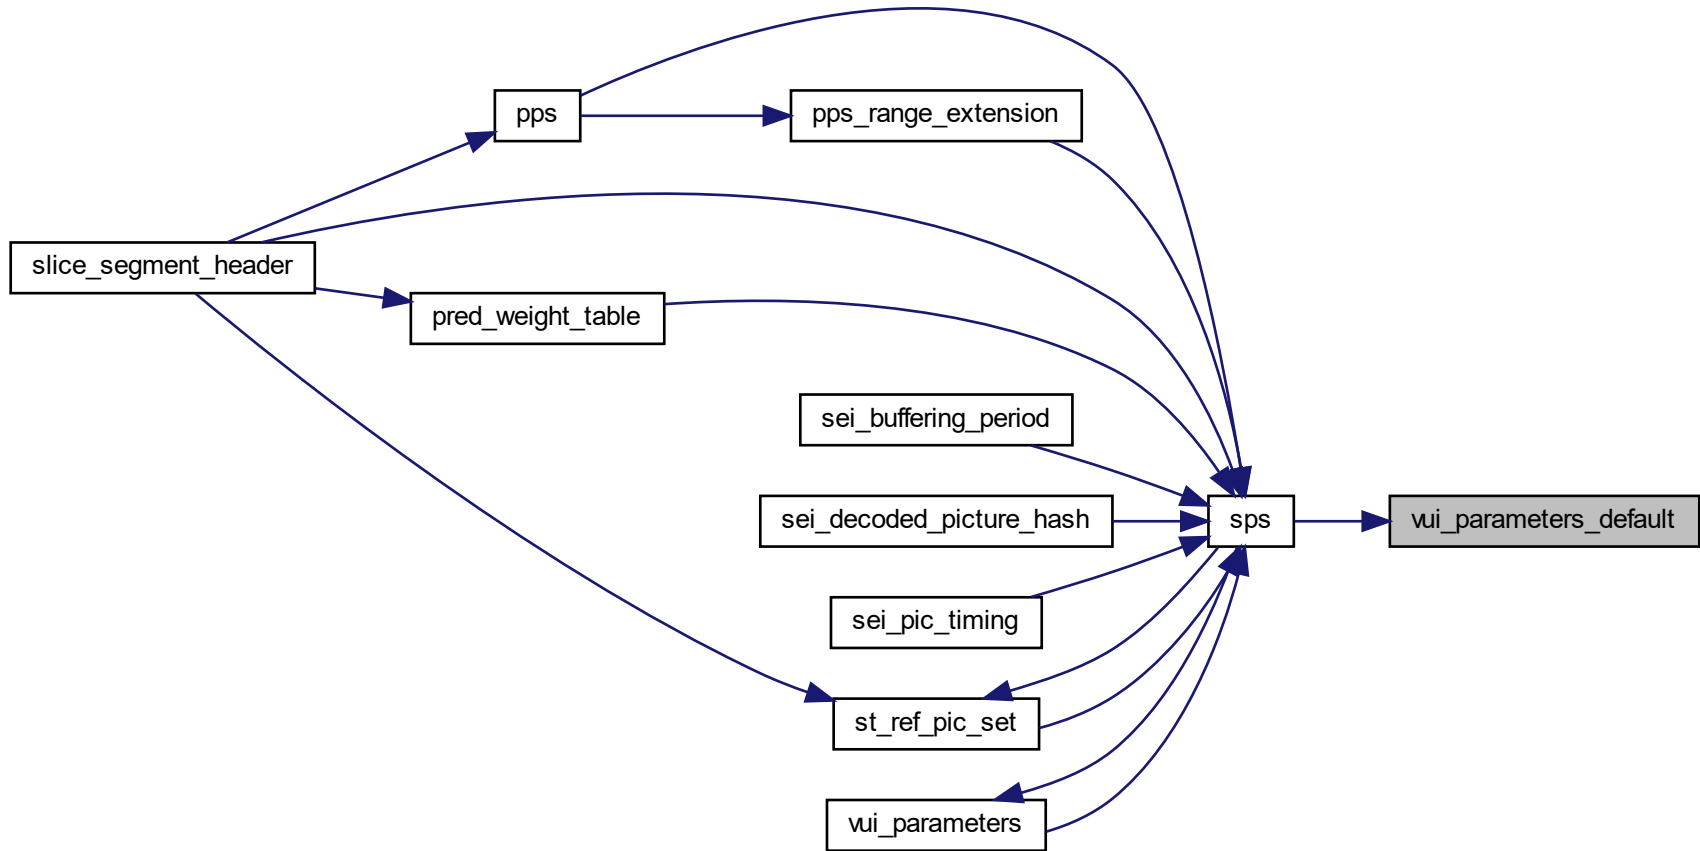 pps
pps_range_extension
slice_segment_header
pred_weight_table
sei_buffering_period
sei_decoded_picture_hash
sps
vui_parameters_default
sei_pic_timing
st_ref_pic_set
vui_parameters